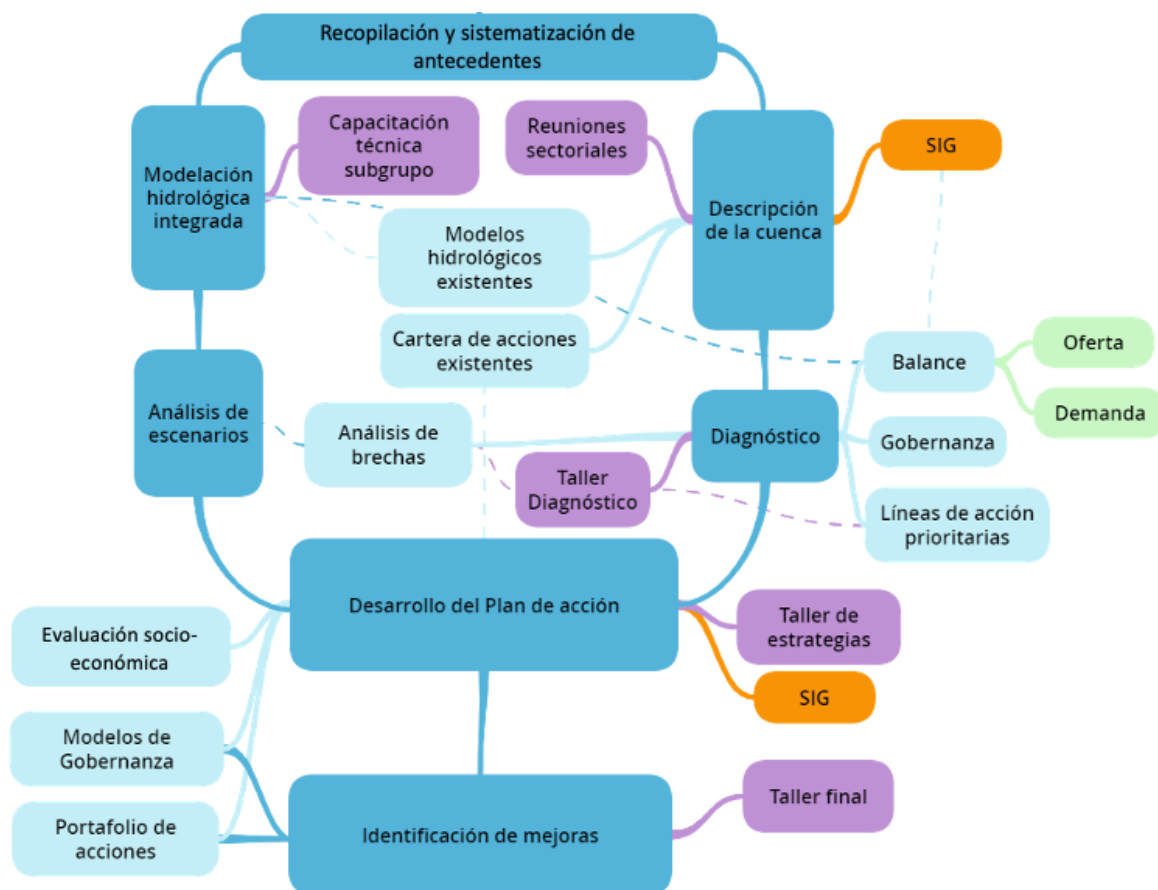 Recopilación y sistematización de
antecedentes
Capacitación
técnica
subgrupo
Reuniones
sectoriales
SIG
Modelación
hidrológica
integrada
Descripción
de la cuenca
Modelos
hidrológicos
existentes
Cartera de acciones
existentes
Oferta
Balance
Demanda
Análisis de
escenarios
Análisis de
brechas
Diagnóstico
Gobernanza
Taller
Diagnóstico
Líneas de acción
prioritarias
Desarrollo del Plan de acción
Evaluación socio-
económica
Taller de
estrategias
SIG
Modelos de
Gobernanza
Taller final
Portafolio de
acciones
Identificación de mejoras